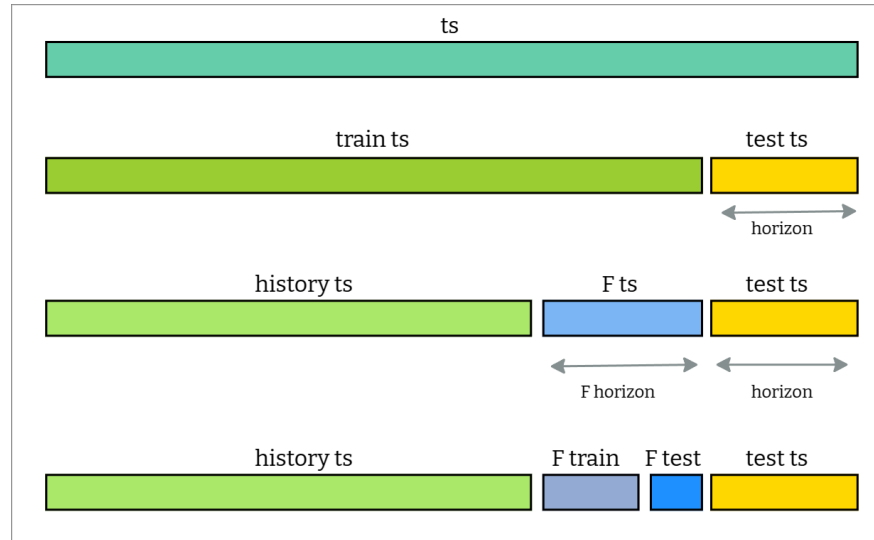 ts
train ts test ts
horizon
history ts F ts test ts
F horizon horizon
history ts F train F test test ts